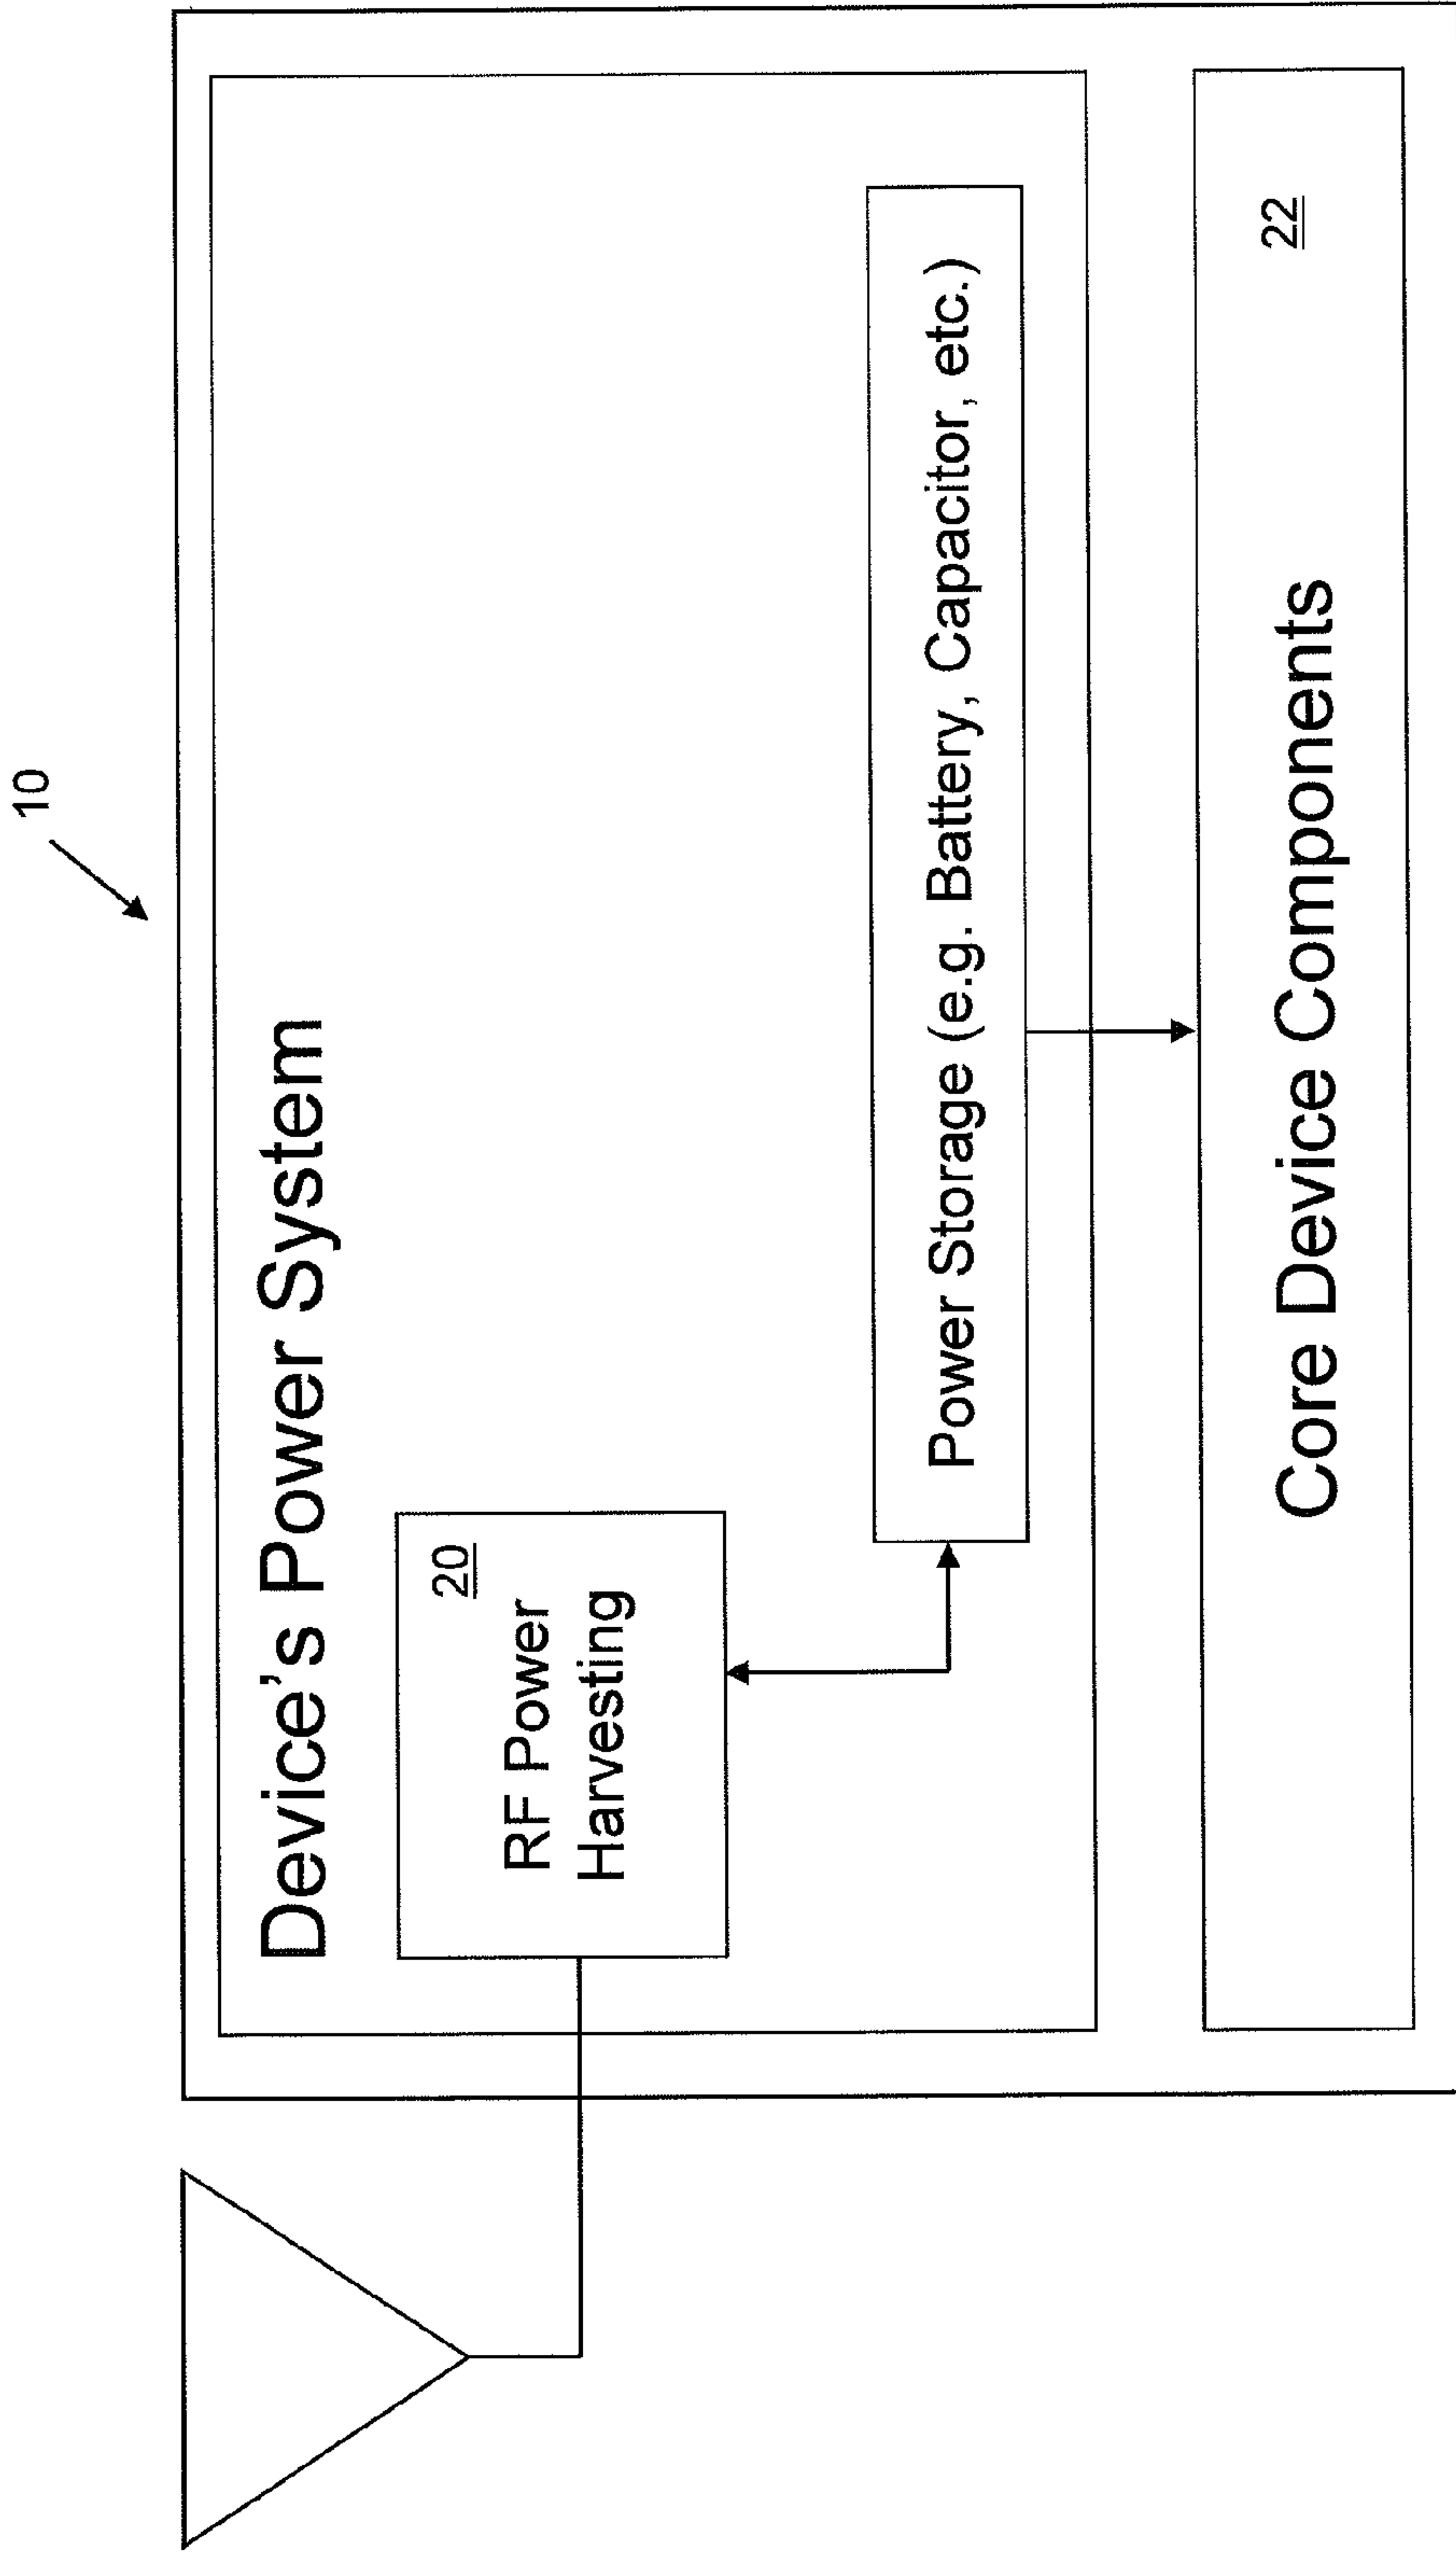 10
Device's Power System
20
RF Power
Harvesting
Power Storage (e.g. Battery, Capacitor, etc.)
22
Core Device Components